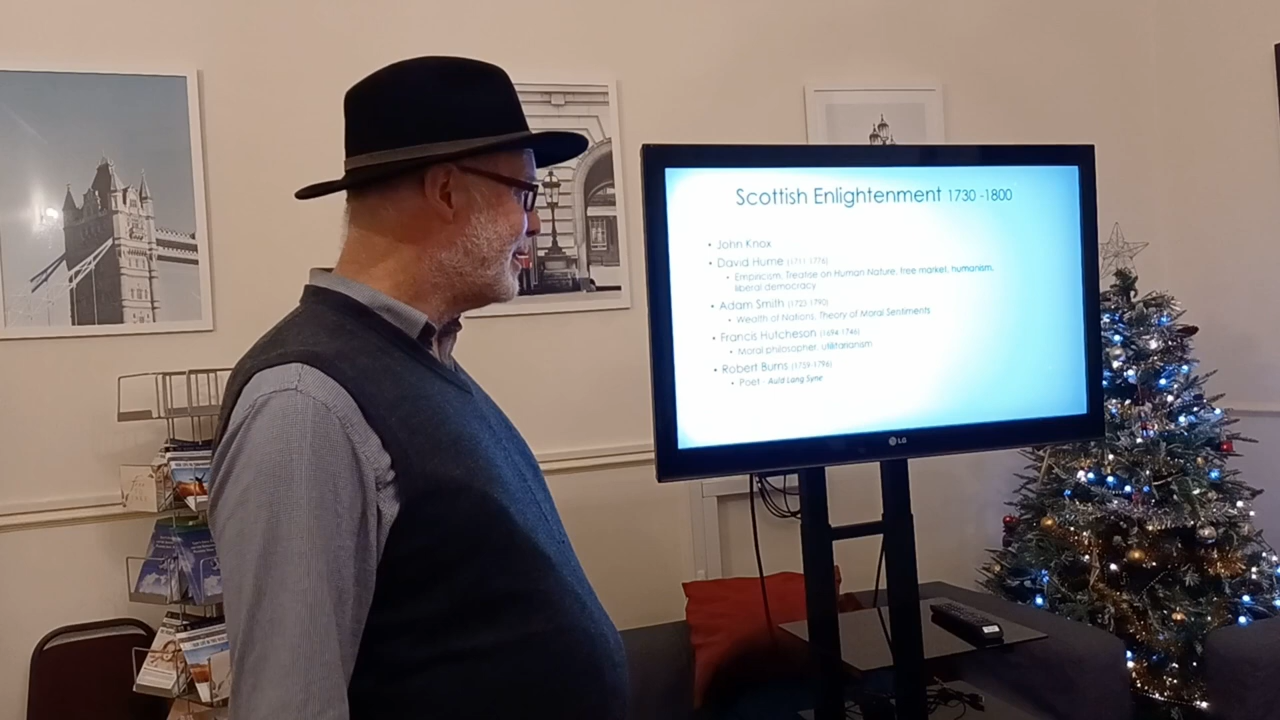 Scottish Enlightenment 1730 -1800
• John Knox
• David Hume (1711-1776)
• Empiricism, Treatise on Human Nature, free market, humanism,
liberal democracy
• Adam Smith (1723-1790)
• Wealth of Nations, Theory of Moral Sentiments
• Francis Hutcheson (1694-1746)
• Moral philosopher, utilitarianism
• Robert Burns (1759-1796)
• Poet - Auld Lang Syne
LG